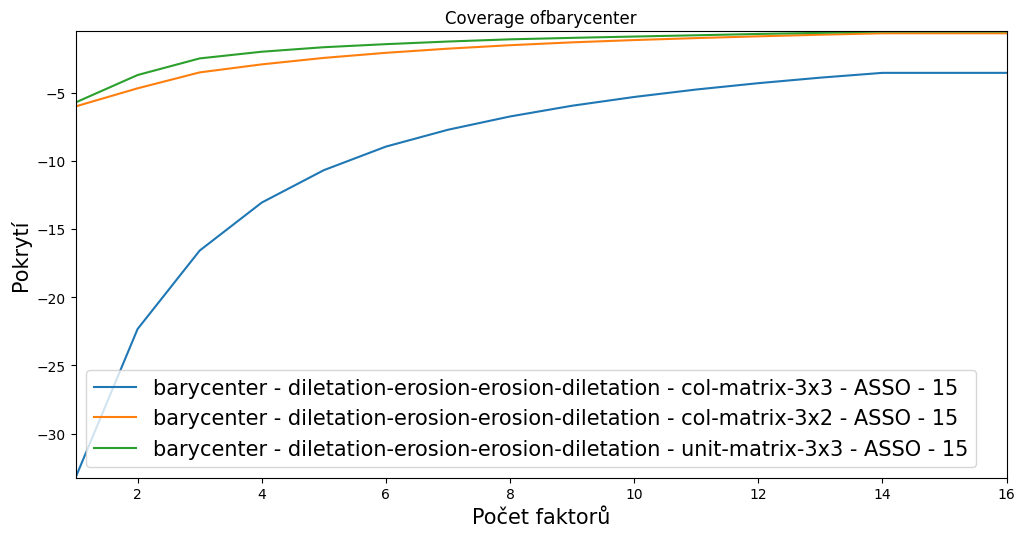 Coverage ofbarycenter
Pokrytí
−5
−10
−15
−20
−25
−30
barycenter - diletation-erosion-erosion-diletation - col-matrix-3x3 - ASSO - 15
barycenter - diletation-erosion-erosion-diletation - col-matrix-3x2 - ASSO - 15
barycenter - diletation-erosion-erosion-diletation - unit-matrix-3x3 - ASSO - 15
2 4 6 8 10 12 14 16
Počet faktorů